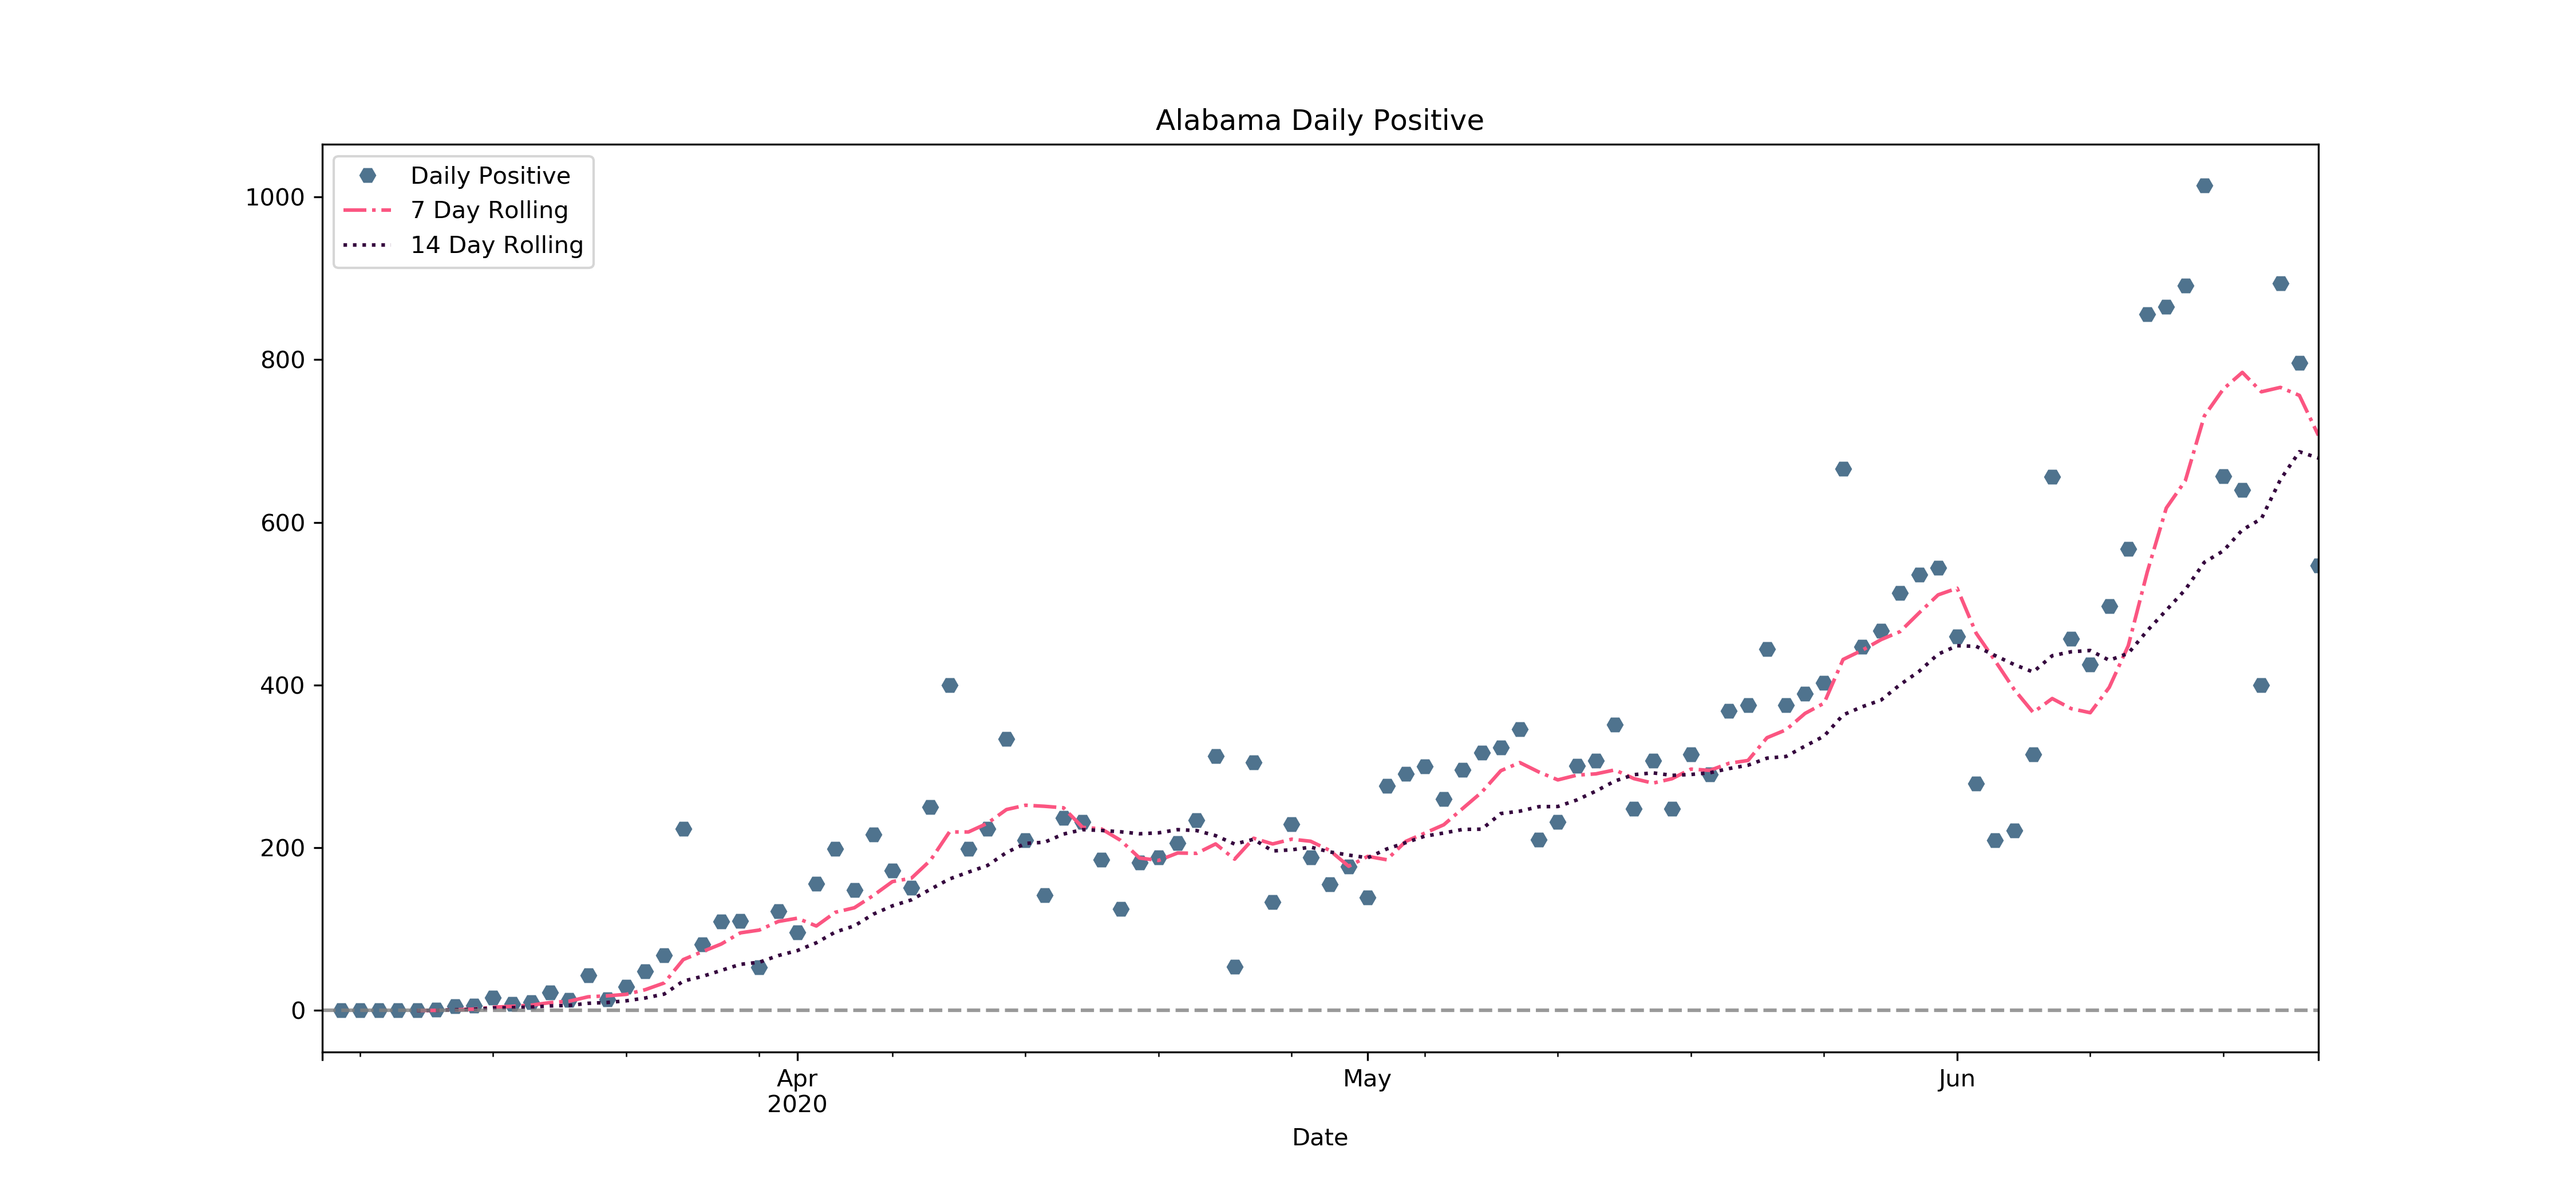 Alabama Daily Positive
Daily Positive
7 Day Rolling
14 Day Rolling
1000
800
600
400
200
0
Apr
2020
May
Jun
Date